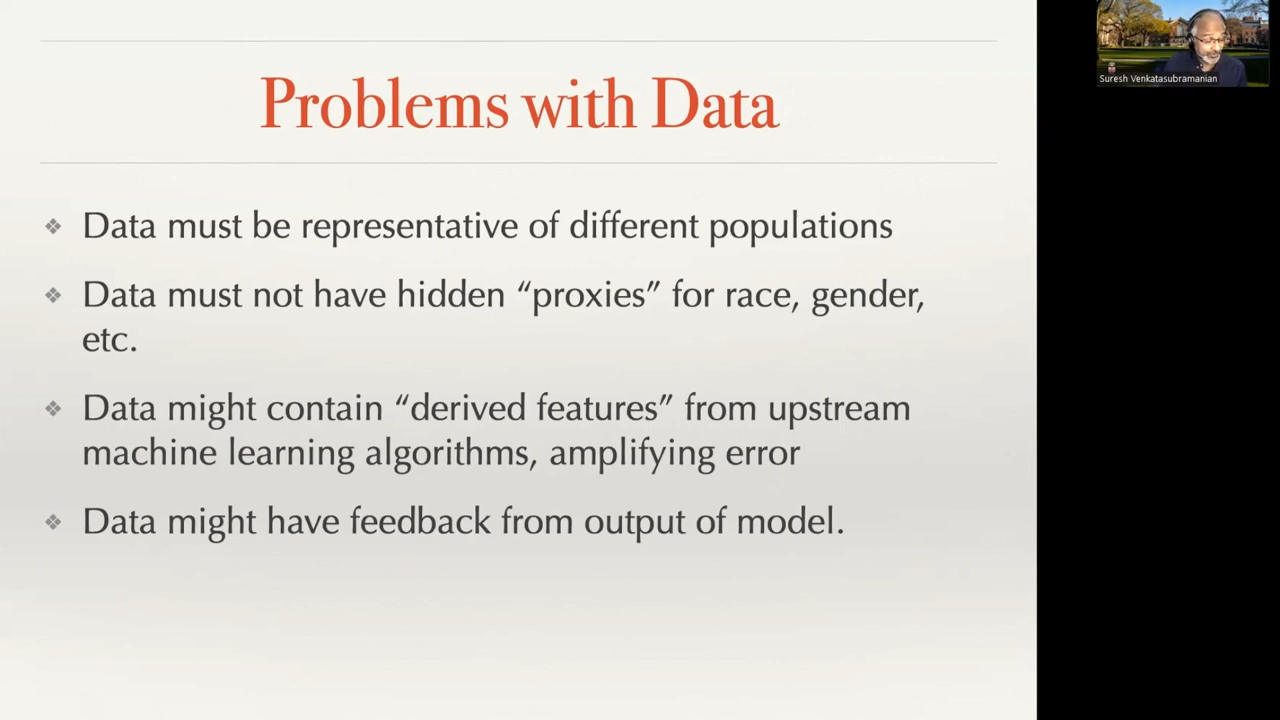 Problems with Data
❖ Data must be representative of different populations
❖ Data must not have hidden “proxies” for race, gender,
etc.
❖ Data might contain “derived features” from upstream
machine learning algorithms, amplifying error
❖ Data might have feedback from output of model.
Suresh Venkatasubramanian